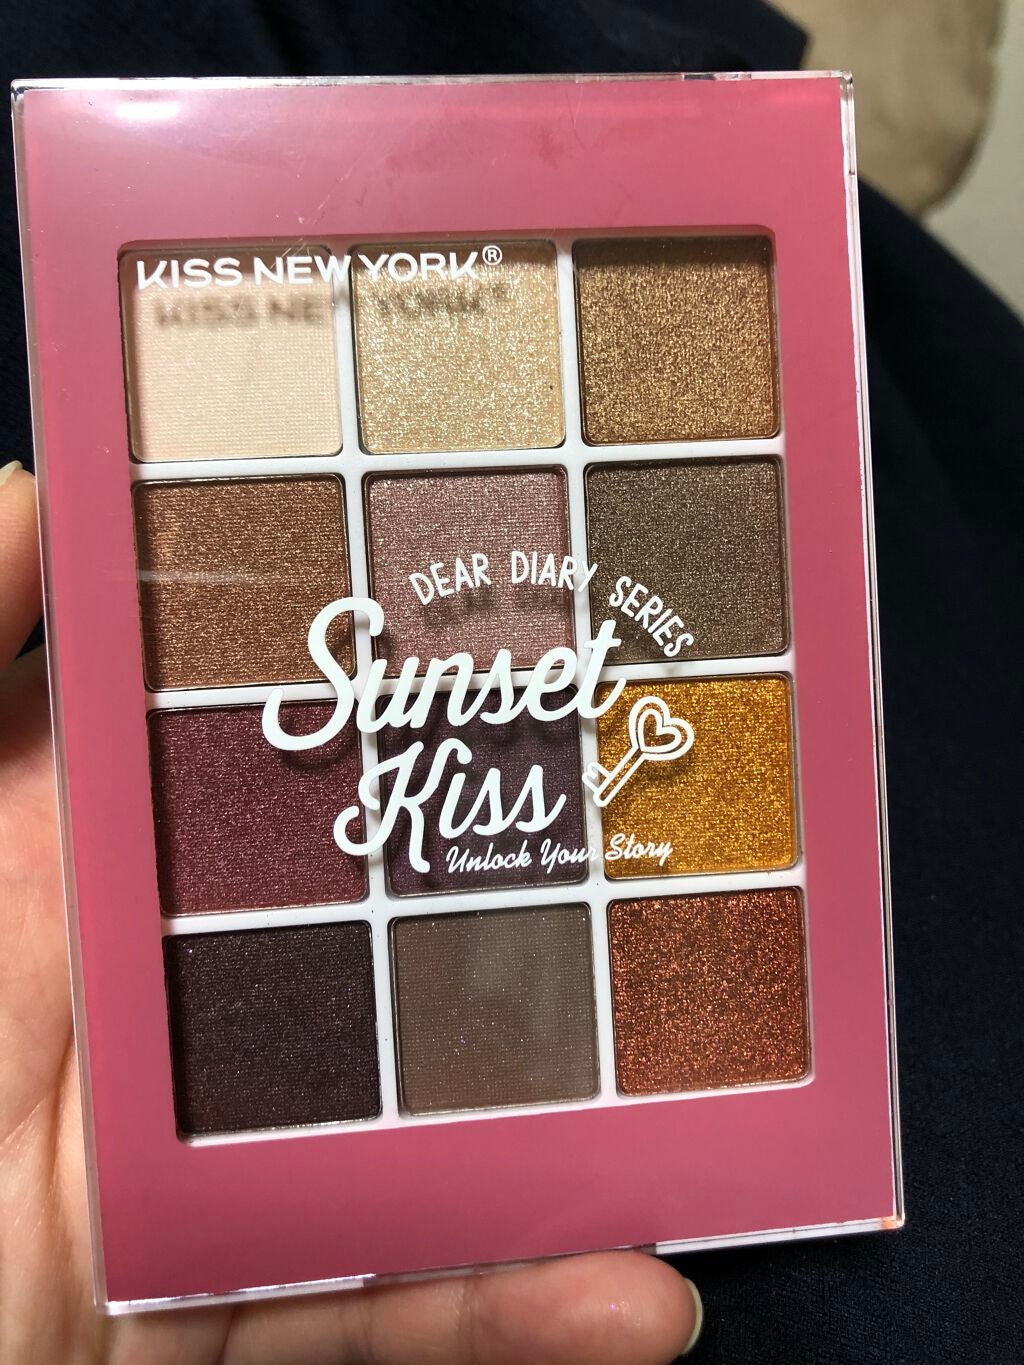 KISS NEW YORK®
DEAR DIARY SERIES
Sunset
Kiss
Unlock Your Story